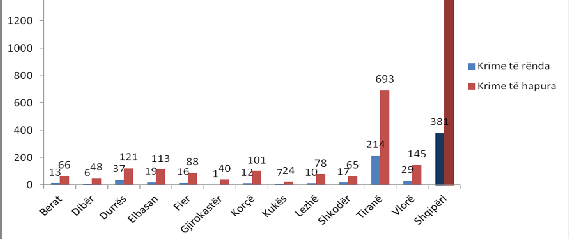 1200
1000
800
600
400
200
0
13 66
6 48
37 121
19 113
16 88
1 40
12 101
7 24
10 78
17 65
214 693
29 145
381
Berat
Dibër
Durrës
Elbasan
Fier
Gjirokastër
Korçë
Kukës
Lezhë
Shkodër
Tiranë
Vlorë
Shqipëri
Krime të rënda
Krime të hapura